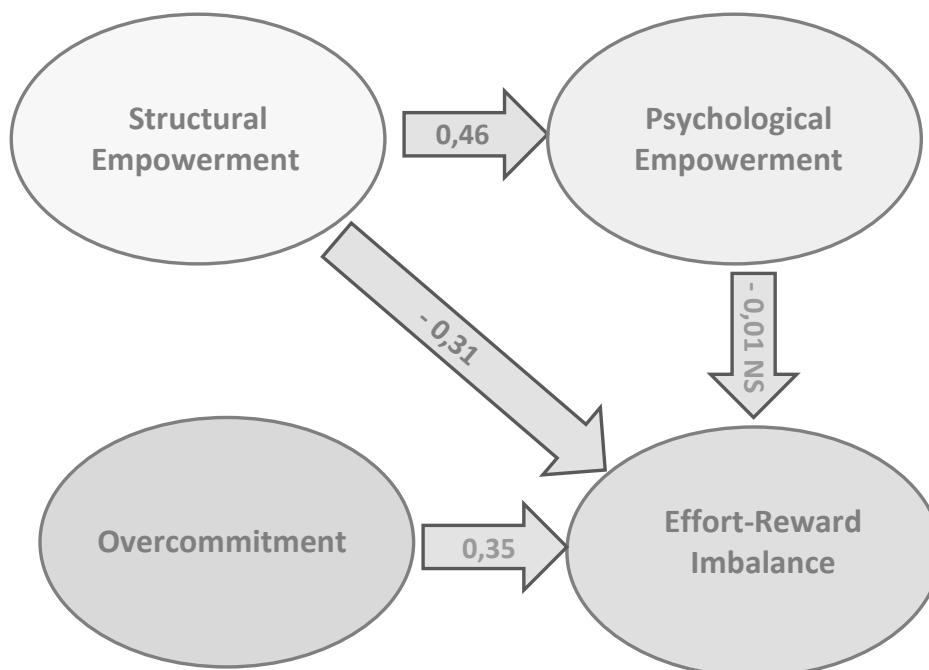 Structural
Empowerment
0,46
Psychological
Empowerment
- 0,31
- 0,01 NS
Overcommitment
0,35
Effort-Reward
Imbalance